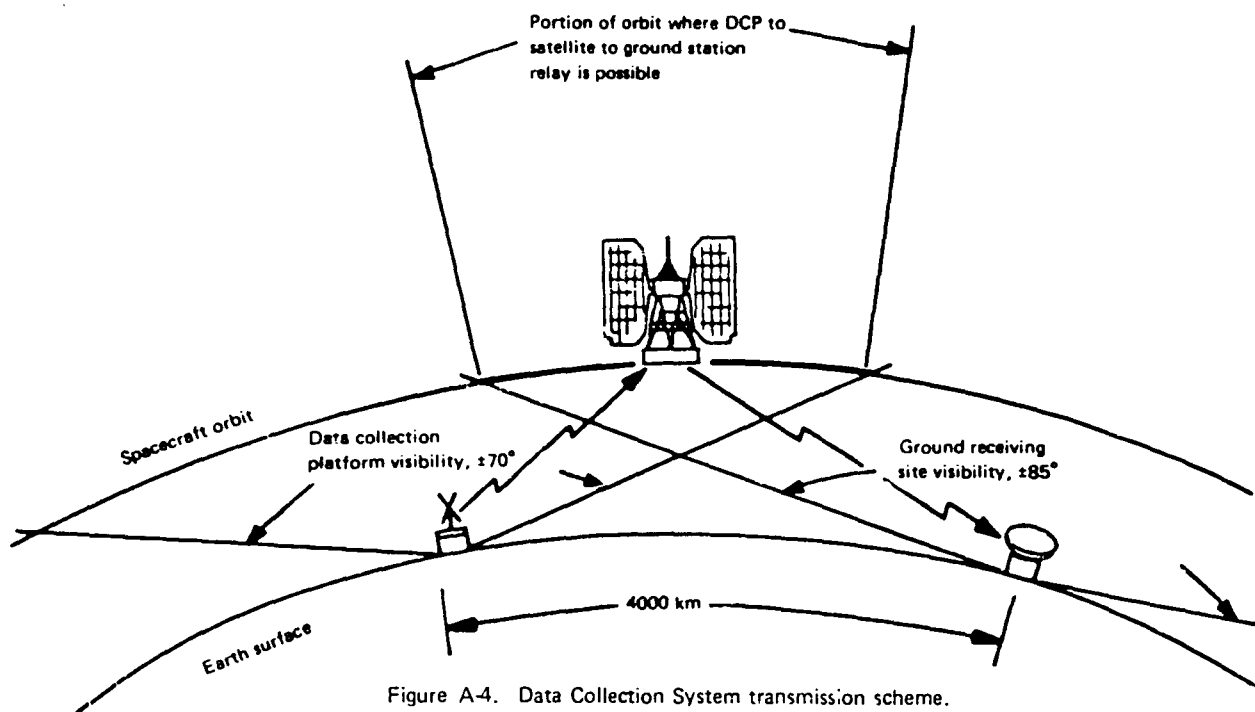 Portion of orbit where DCP to
satellite to ground station
relay is possible
Spacecraft orbit
Data collection
platform visibility, ±70°
Ground receiving
site visibility, ±85°
4000 km
Earth surface
Figure A-4. Data Collection System transmission scheme.